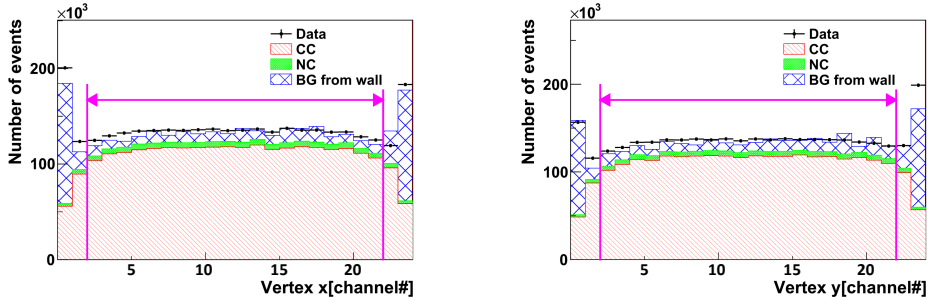 ×10³
Number of events
200
100
0
5
10
15
20
Vertex x[channel#]
Data
CC
NC
BG from wall
×10³
Number of events
200
100
0
5
10
15
20
Vertex y[channel#]
Data
CC
NC
BG from wall